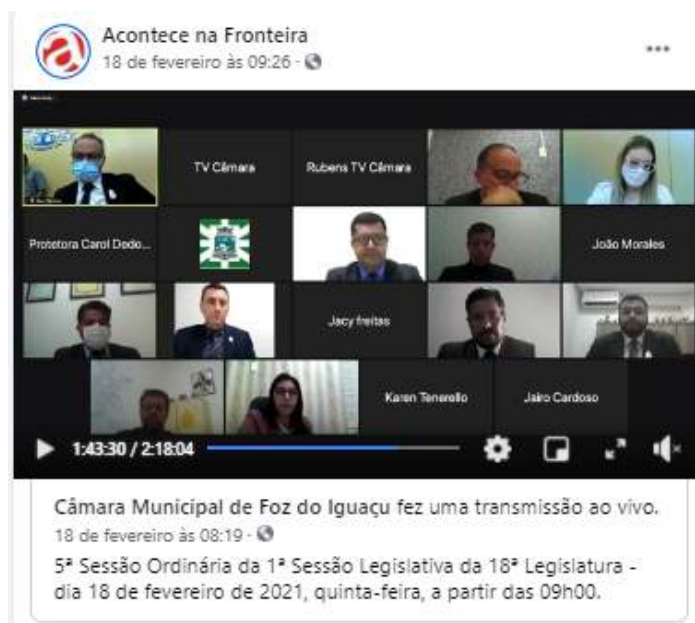 Acontece na Fronteira
18 de fevereiro às 09:26 ·
TV Câmara
Rubens TV Câmara
Protetora Carol Dedo...
João Morales
Jacy freitas
Karen Tenerello
Jairo Cardoso
1:43:30 / 2:18:04
Câmara Municipal de Foz do Iguaçu fez uma transmissão ao vivo.
18 de fevereiro às 08:19 ·
5ª Sessão Ordinária da 1ª Sessão Legislativa da 18ª Legislatura -
dia 18 de fevereiro de 2021, quinta-feira, a partir das 09h00.